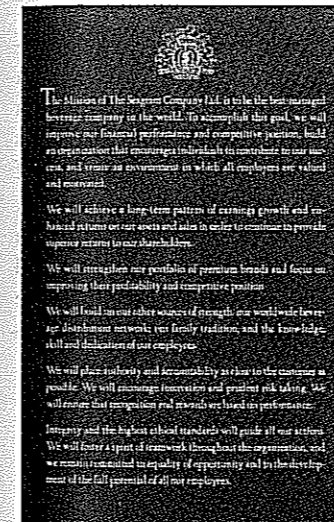 The Mission of The Seagram Company Ltd. is to be the best managed
beverage company in the world. To accomplish this goal, we will
improve our financial performance and competitive position, build
an organization that encourages individuals to contribute to our suc-
cess, and create an environment in which all employees are valued
and motivated.
We will achieve a long-term pattern of earnings growth and en-
hanced returns on our assets and sales in order to continue to provide
superior returns to our shareholders.
We will strengthen our portfolio of premium brands and focus on
improving their profitability and competitive position.
We will build on our other sources of strength: our worldwide bever-
age distribution network; our family tradition; and the knowledge,
skill and dedication of our employees.
We will place authority and accountability as close to the customer as
possible. We will encourage innovation and prudent risk taking. We
will ensure that recognition and rewards are based on performance.
Integrity and the highest ethical standards will guide all our actions.
We will foster a spirit of teamwork throughout the organization, and
we remain committed to equality of opportunity and to the develop-
ment of the full potential of all our employees.